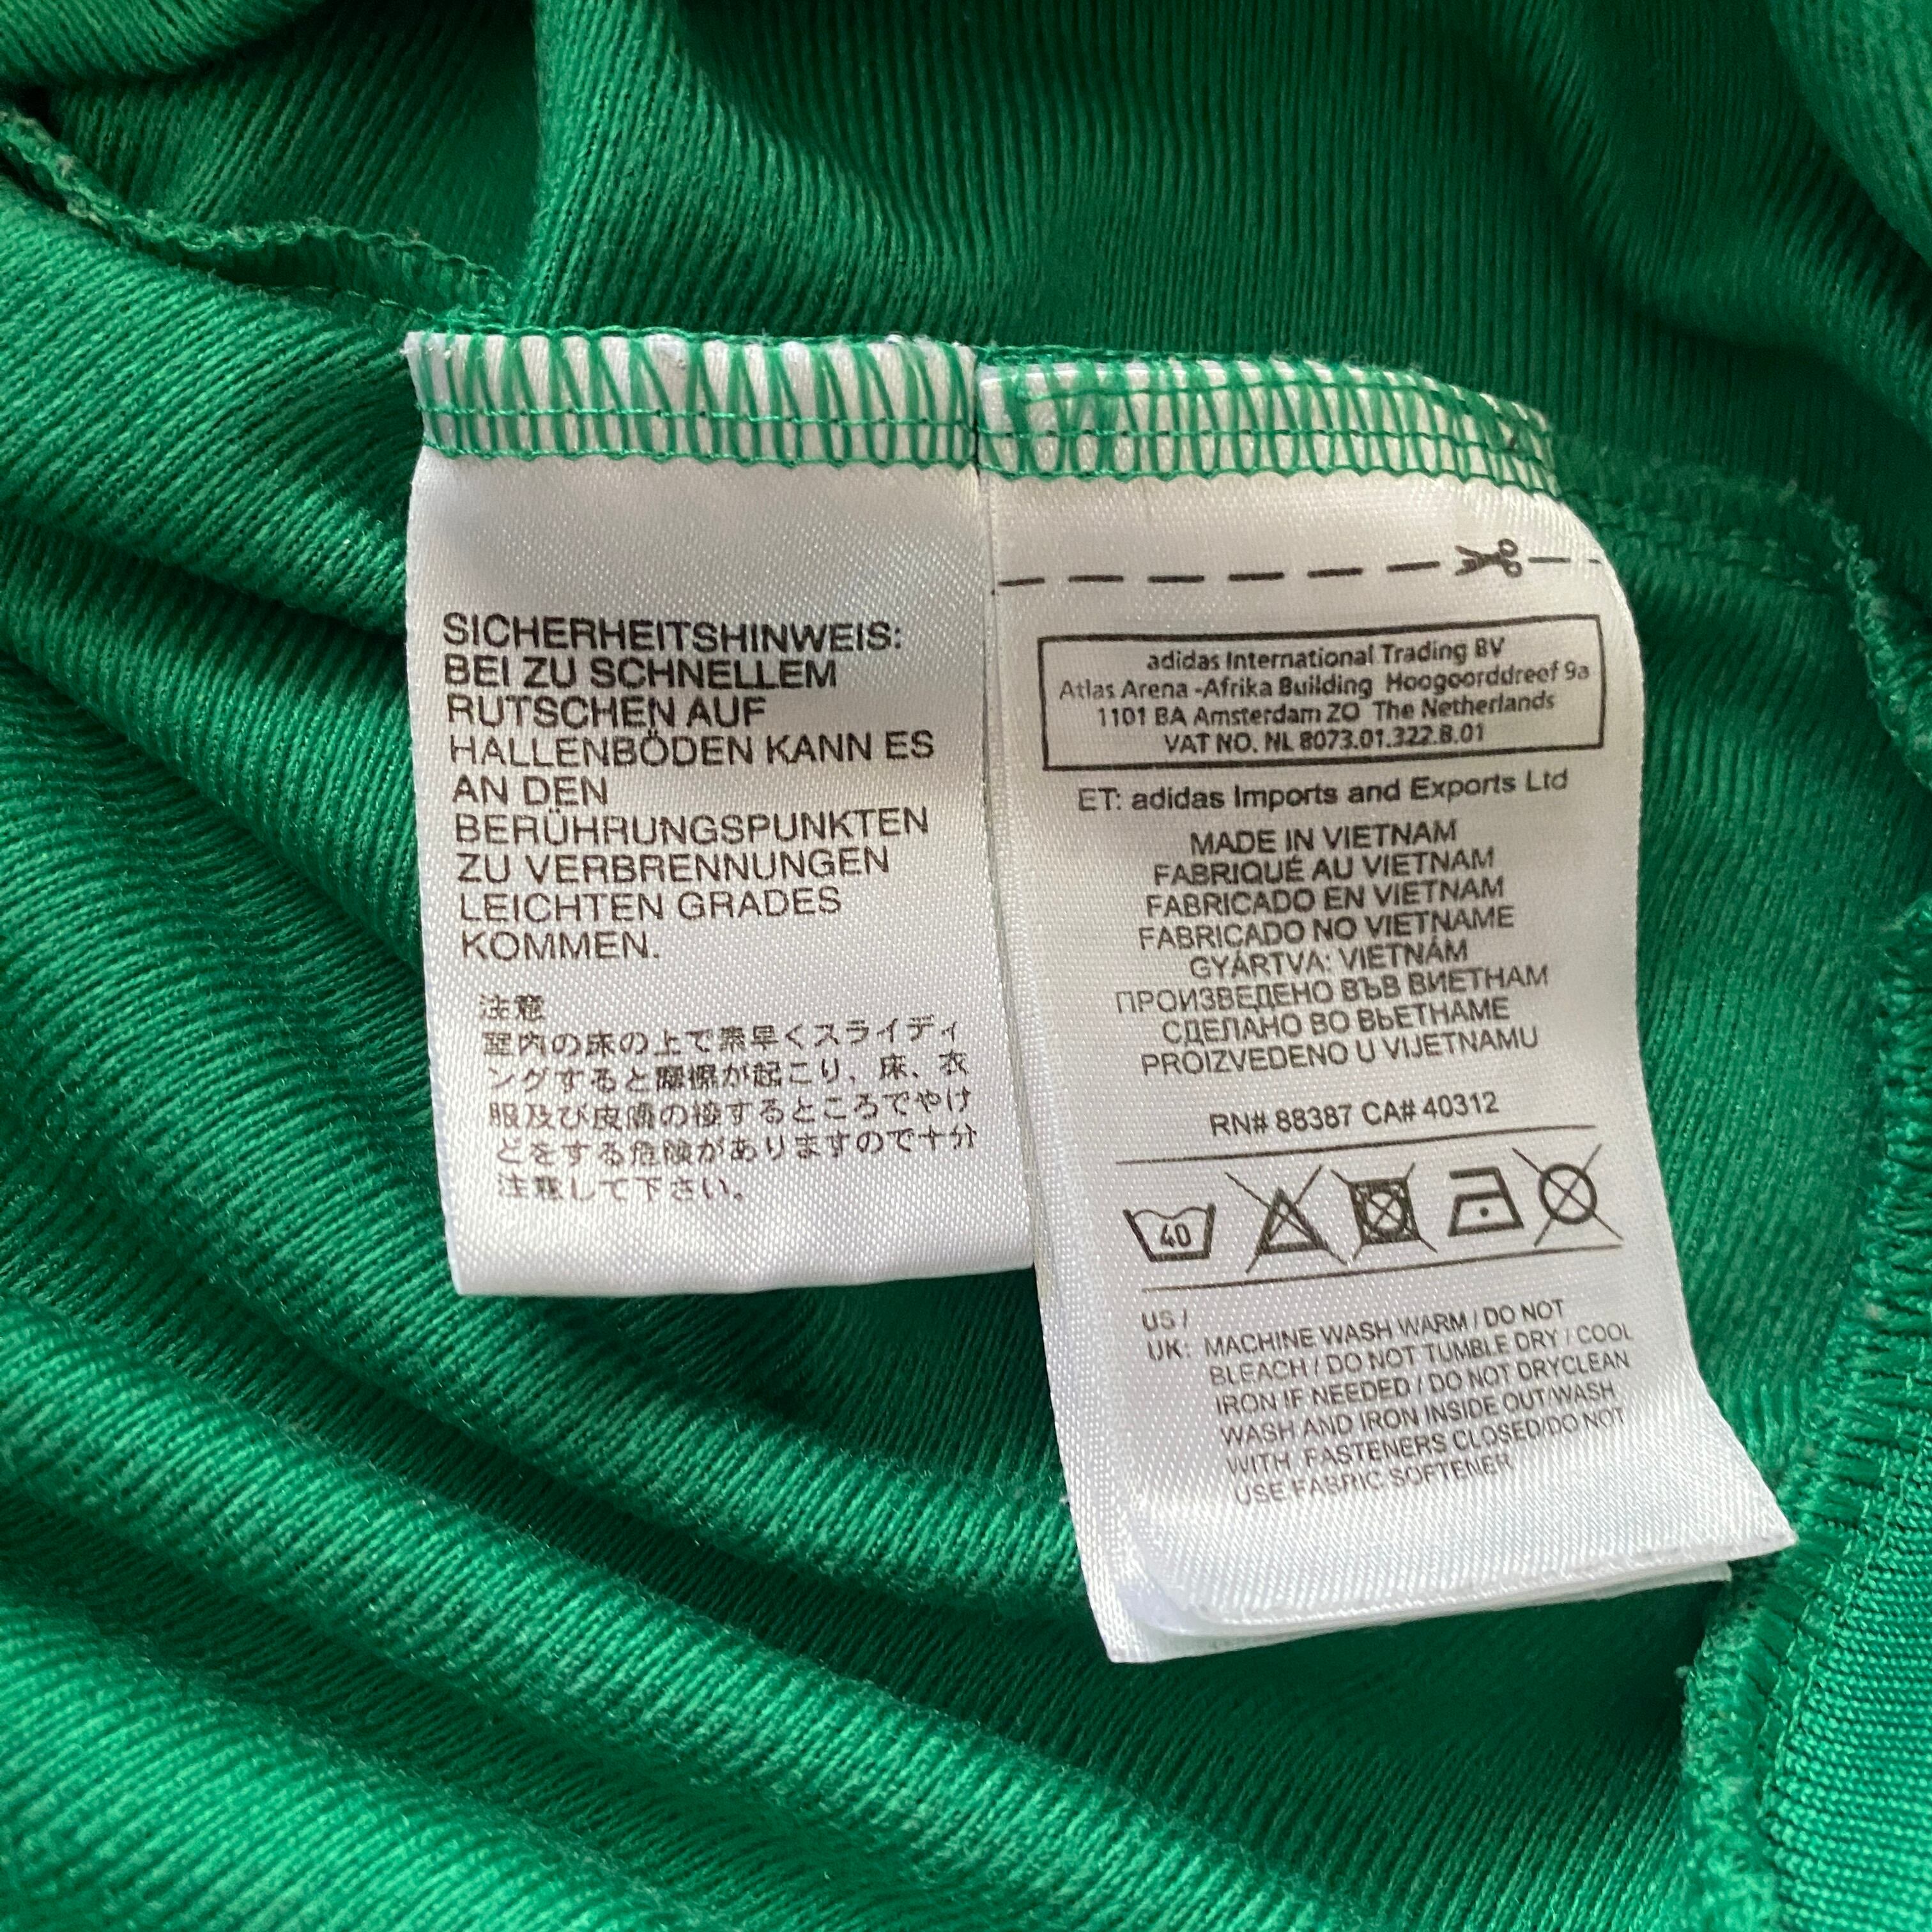 SICHERHEITSHINWEIS:
BEI ZU SCHNELLEM
RUTSCHEN AUF
HALLENBÖDEN KANN ES
AN DEN
BERÜHRUNGSPUNKTEN
ZU VERBRENNUNGEN
LEICHTEN GRADES
KOMMEN.
注意
室内の床の上で素早くスライディ
ングすると摩擦が起こり、床、衣
服及び皮膚の接するところでやけ
どをする危険がありますので十分
注意して下さい。
adidas International Trading BV
Atlas Arena -Afrika Building Hoogoorddreef 9a
1101 BA Amsterdam ZO The Netherlands
VAT NO. NL 8073.01.322.B.01
ET: adidas Imports and Exports Ltd
MADE IN VIETNAM
FABRIQUÉ AU VIETNAM
FABRICADO EN VIETNAM
FABRICADO NO VIETNAME
GYÁRTVA: VIETNÁM
ПРОИЗВЕДЕНО ВЪВ ВИЕТНАМ
СДЕЛАНО ВО ВЬЕТНАМЕ
PROIZVEDENO U VIJETNAMU
RN# 88387 CA# 40312
40
US /
UK: MACHINE WASH WARM / DO NOT
BLEACH / DO NOT TUMBLE DRY / COOL
IRON IF NEEDED / DO NOT DRYCLEAN
WASH AND IRON INSIDE OUT/WASH
WITH FASTENERS CLOSED/DO NOT
USE FABRIC SOFTENER